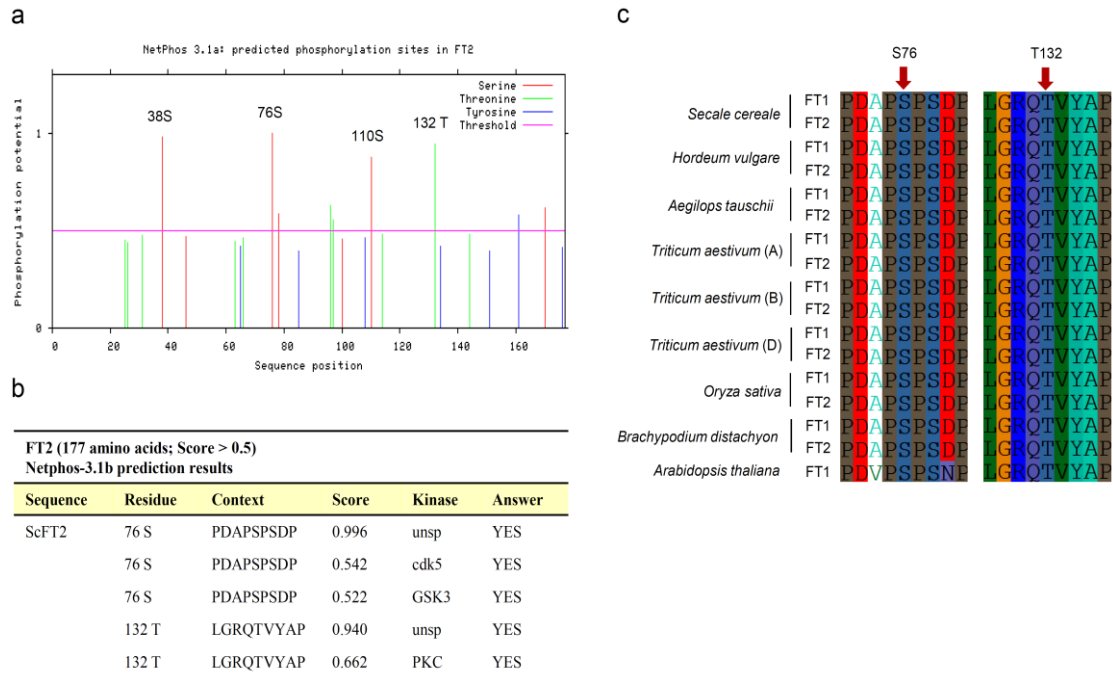 a
NetPhos 3.1a: predicted phosphorylation sites in FT2
Phosphorylation potential
1
0
38S
76S
110S
132 T
Serine
Threonine
Tyrosine
Threshold
0 20 40 60 80 100 120 140 160
Sequence position
b
FT2 (177 amino acids; Score > 0.5)
Netphos-3.1b prediction results
Sequence Residue Context Score Kinase Answer
ScFT2 76 S PDAPSPSDP 0.996 unsp YES
76 S PDAPSPSDP 0.542 cdk5 YES
76 S PDAPSPSDP 0.522 GSK3 YES
132 T LGRQTVYAP 0.940 unsp YES
132 T LGRQTVYAP 0.662 PKC YES
c
S76 T132
Secale cereale
FT1 PDAPSPSDP LGRQTVYAP
FT2 PDAPSPSDP LGRQTVYAP
Hordeum vulgare
FT1 PDAPSPSDP LGRQTVYAP
FT2 PDAPSPSDP LGRQTVYAP
Aegilops tauschii
FT1 PDAPSPSDP LGRQTVYAP
FT2 PDAPSPSDP LGRQTVYAP
Triticum aestivum (A)
FT1 PDAPSPSDP LGRQTVYAP
FT2 PDAPSPSDP LGRQTVYAP
Triticum aestivum (B)
FT1 PDAPSPSDP LGRQTVYAP
FT2 PDAPSPSDP LGRQTVYAP
Triticum aestivum (D)
FT1 PDAPSPSDP LGRQTVYAP
FT2 PDAPSPSDP LGRQTVYAP
Oryza sativa
FT1 PDAPSPSDP LGRQTVYAP
FT2 PDAPSPSDP LGRQTVYAP
Brachypodium distachyon
FT1 PDAPSPSDP LGRQTVYAP
FT2 PDAPSPSDP LGRQTVYAP
Arabidopsis thaliana
FT1 PDVPSPSNP LGRQTVYAP